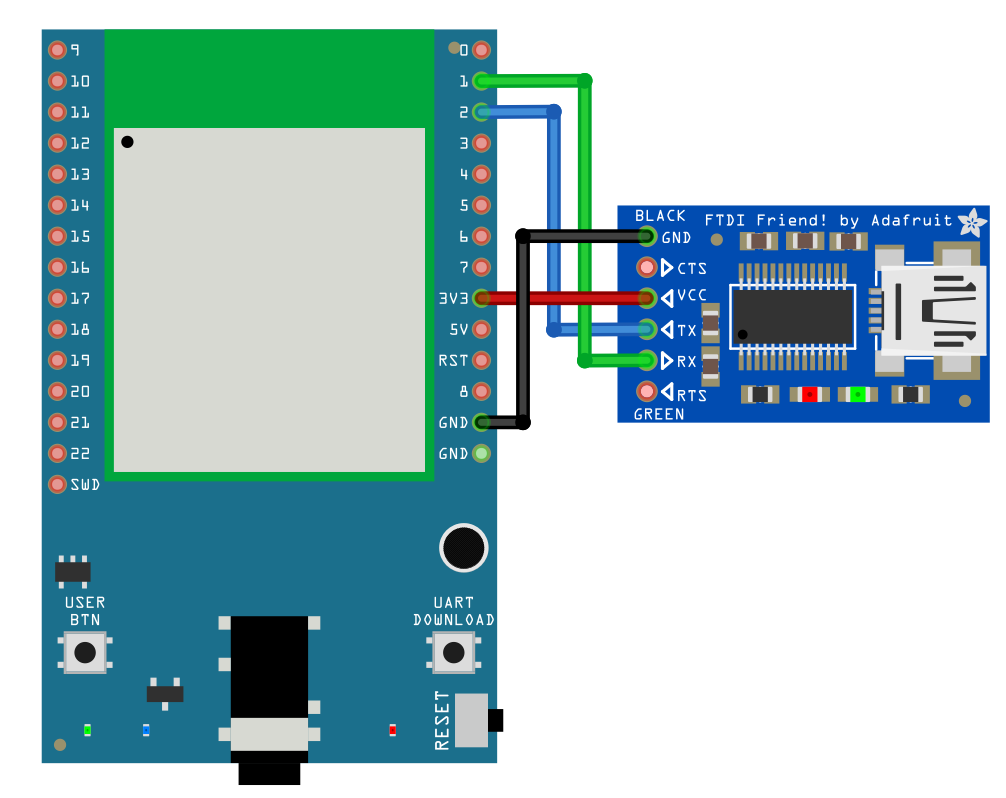 9
10
11
12
13
14
15
16
17
18
19
20
21
22
SWD
0
1
2
3
4
5
6
7
3V3
5V
RST
8
GND
GND
USER
BTN
UART
DOWNLOAD
RESET
BLACK
FTDI Friend! by Adafruit
GND
CTS
VCC
TX
RX
RTS
GREEN